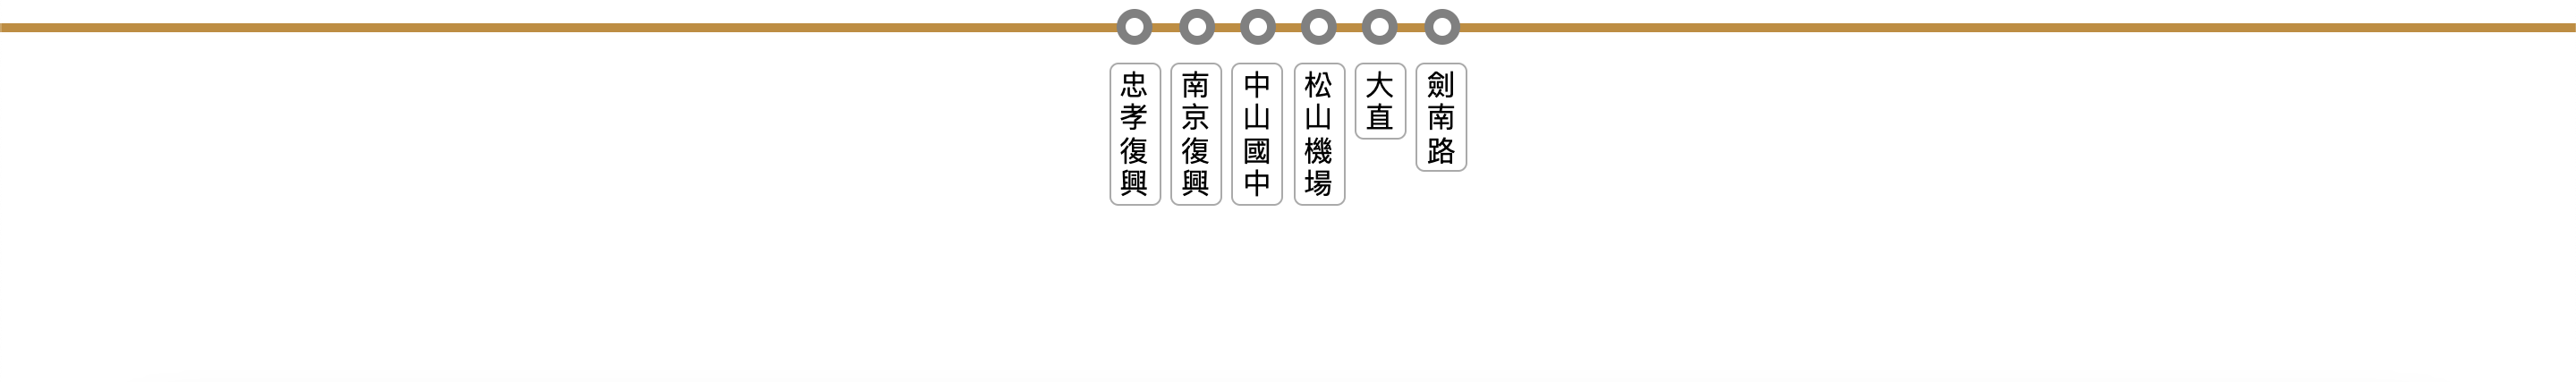 忠孝復興
南京復興
中山國中
松山機場
大直
劍南路